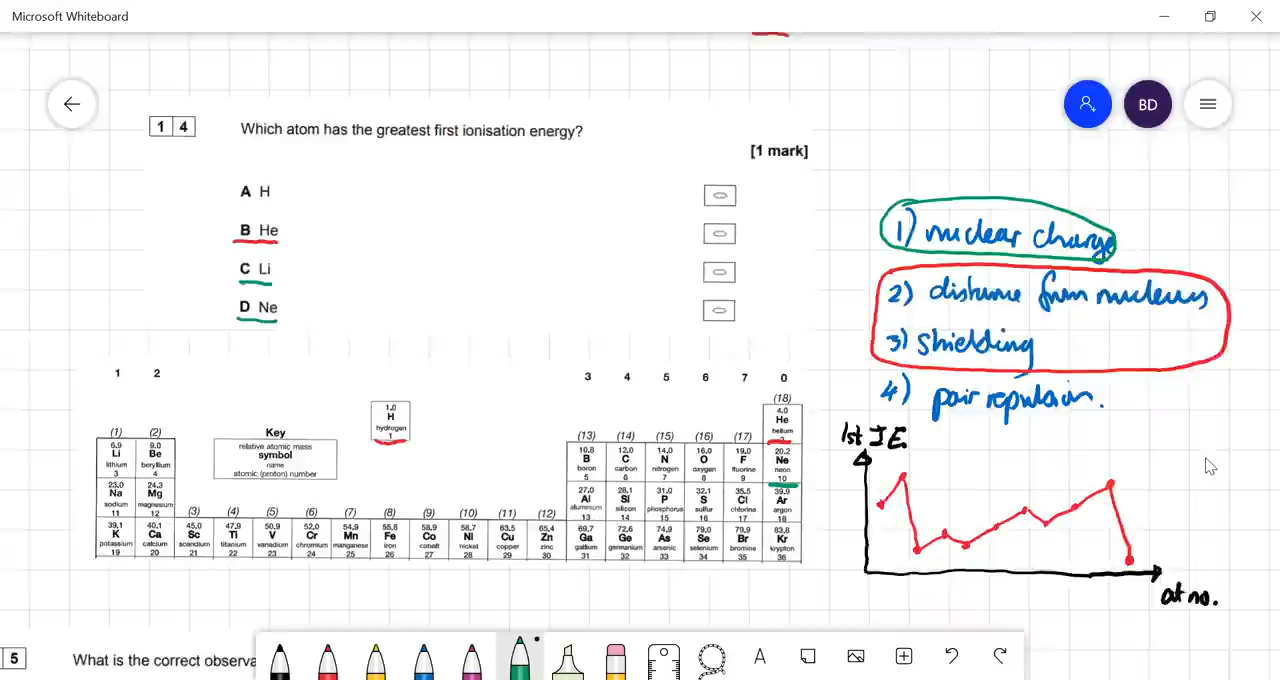 Microsoft Whiteboard
BD
1 4 Which atom has the greatest first ionisation energy?
[1 mark]
A H
B He
C Li
D Ne
1) nuclear charge
2) distance from nucleus
3) shielding
4) pair repulsion.
1 2 3 4 5 6 7 0
(18)
1.0 4.0
H He
hydrogen helium
1 2
(1) (2) Key (13) (14) (15) (16) (17)
6.9 9.0 relative atomic mass 10.8 12.0 14.0 16.0 19.0 20.2
Li Be symbol B C N O F Ne
lithium beryllium name boron carbon nitrogen oxygen fluorine neon
3 4 atomic (proton) number 5 6 7 8 9 10
23.0 24.3 27.0 28.1 31.0 32.1 35.5 39.9
Na Mg Al Si P S Cl Ar
sodium magnesium aluminium silicon phosphorus sulfur chlorine argon
11 12 (3) (4) (5) (6) (7) (8) (9) (10) (11) (12) 13 14 15 16 17 18
39.1 40.1 45.0 47.9 50.9 52.0 54.9 55.8 58.9 58.7 63.5 65.4 69.7 72.6 74.9 79.0 79.9 83.8
K Ca Sc Ti V Cr Mn Fe Co Ni Cu Zn Ga Ge As Se Br Kr
potassium calcium scandium titanium vanadium chromium manganese iron cobalt nickel copper zinc gallium germanium arsenic selenium bromine krypton
19 20 21 22 23 24 25 26 27 28 29 30 31 32 33 34 35 36
1st I E
at no.
5 What is the correct observa
A